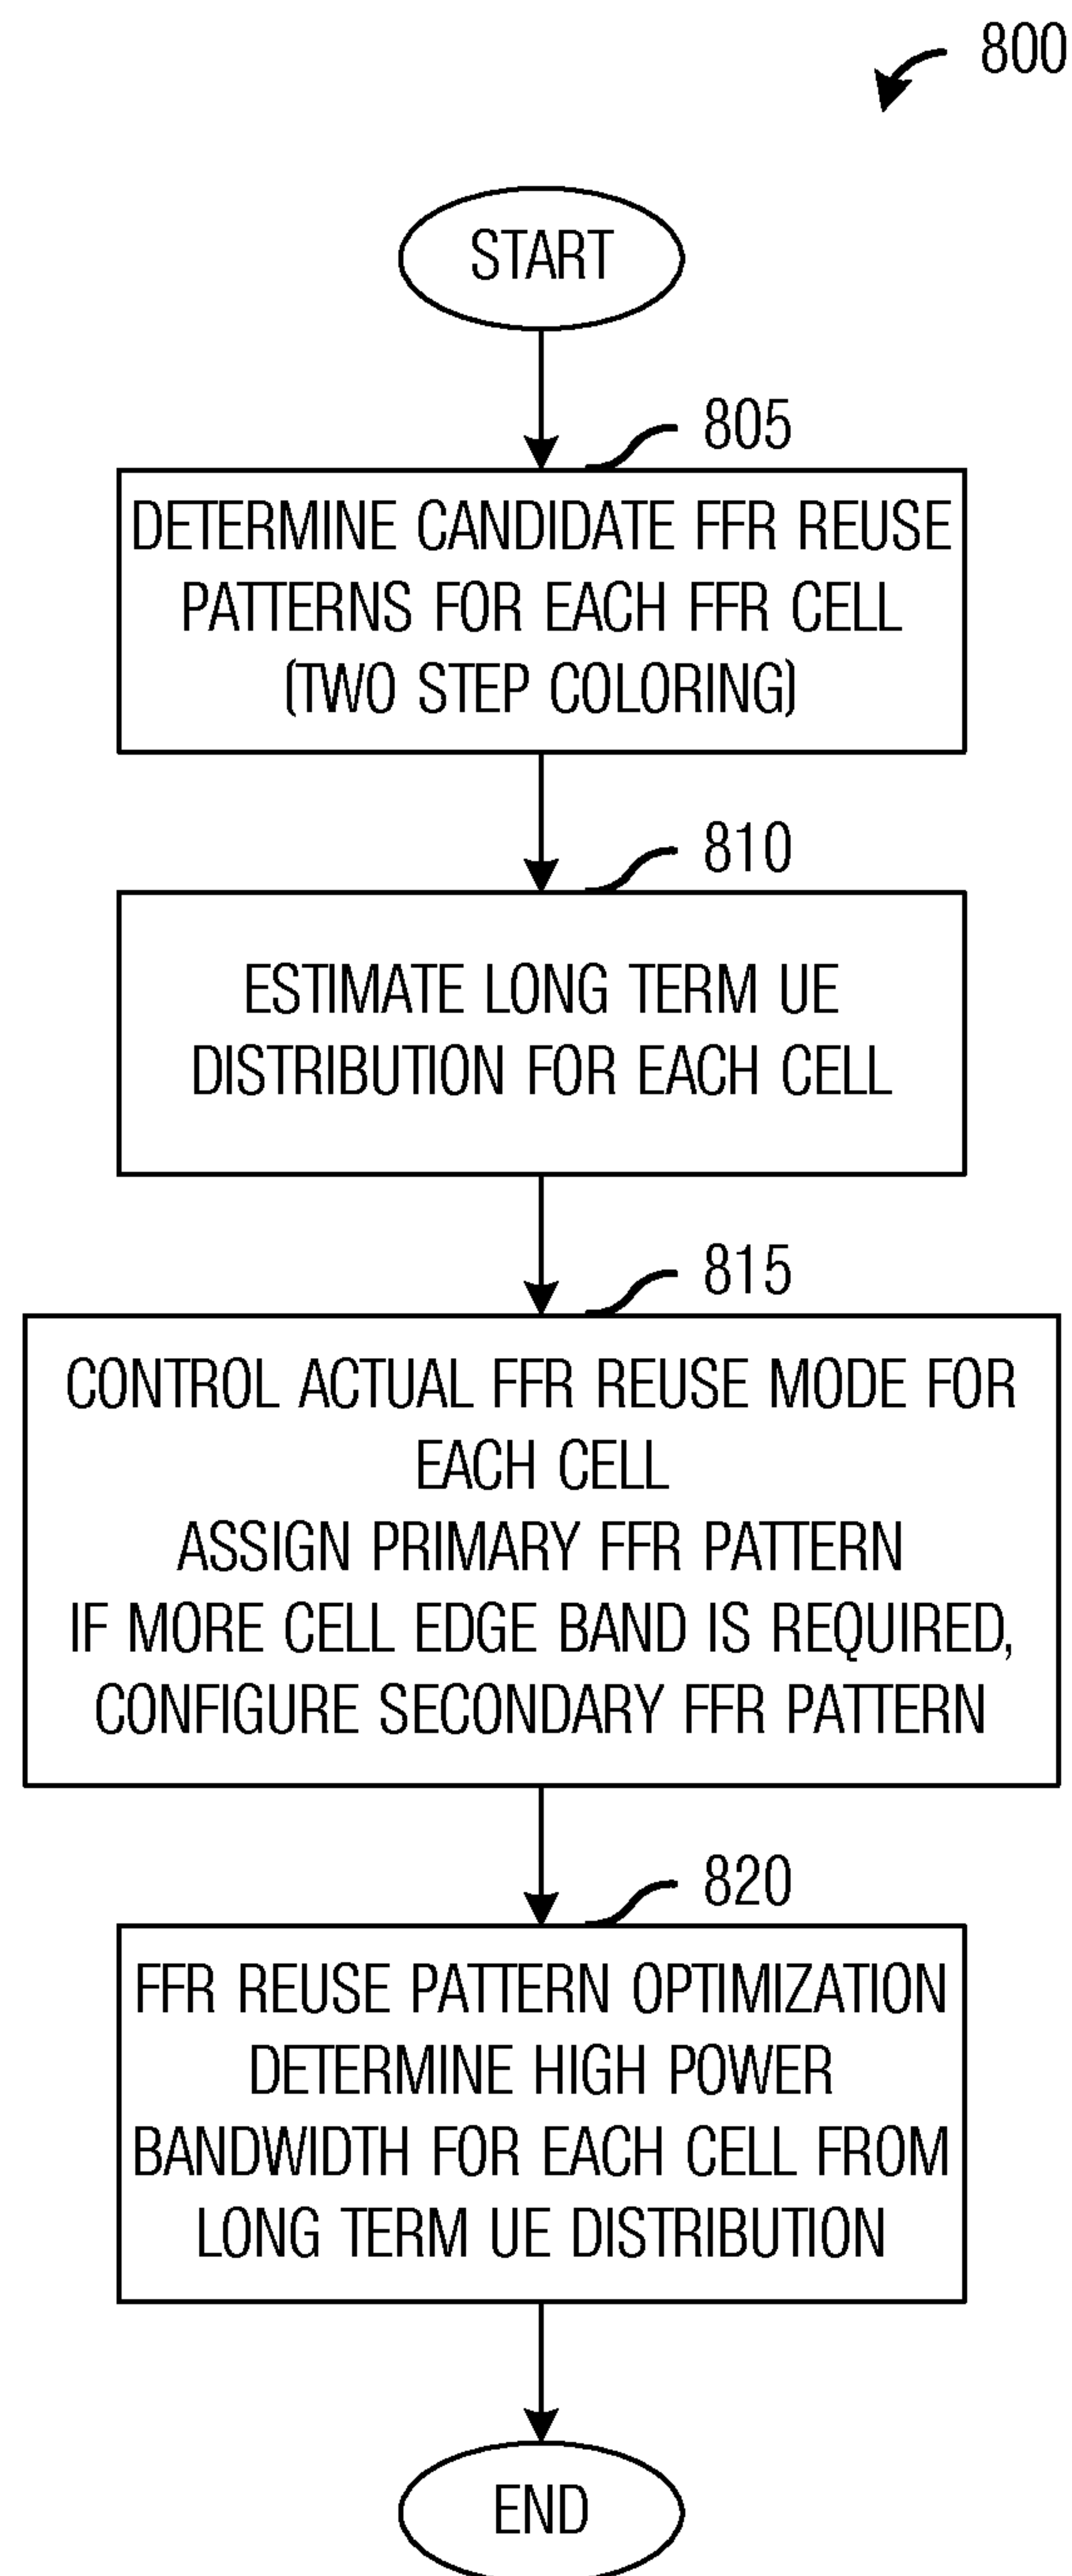 800
START
805
DETERMINE CANDIDATE FFR REUSE
PATTERNS FOR EACH FFR CELL
(TWO STEP COLORING)
810
ESTIMATE LONG TERM UE
DISTRIBUTION FOR EACH CELL
815
CONTROL ACTUAL FFR REUSE MODE FOR
EACH CELL
ASSIGN PRIMARY FFR PATTERN
IF MORE CELL EDGE BAND IS REQUIRED,
CONFIGURE SECONDARY FFR PATTERN
820
FFR REUSE PATTERN OPTIMIZATION
DETERMINE HIGH POWER
BANDWIDTH FOR EACH CELL FROM
LONG TERM UE DISTRIBUTION
END